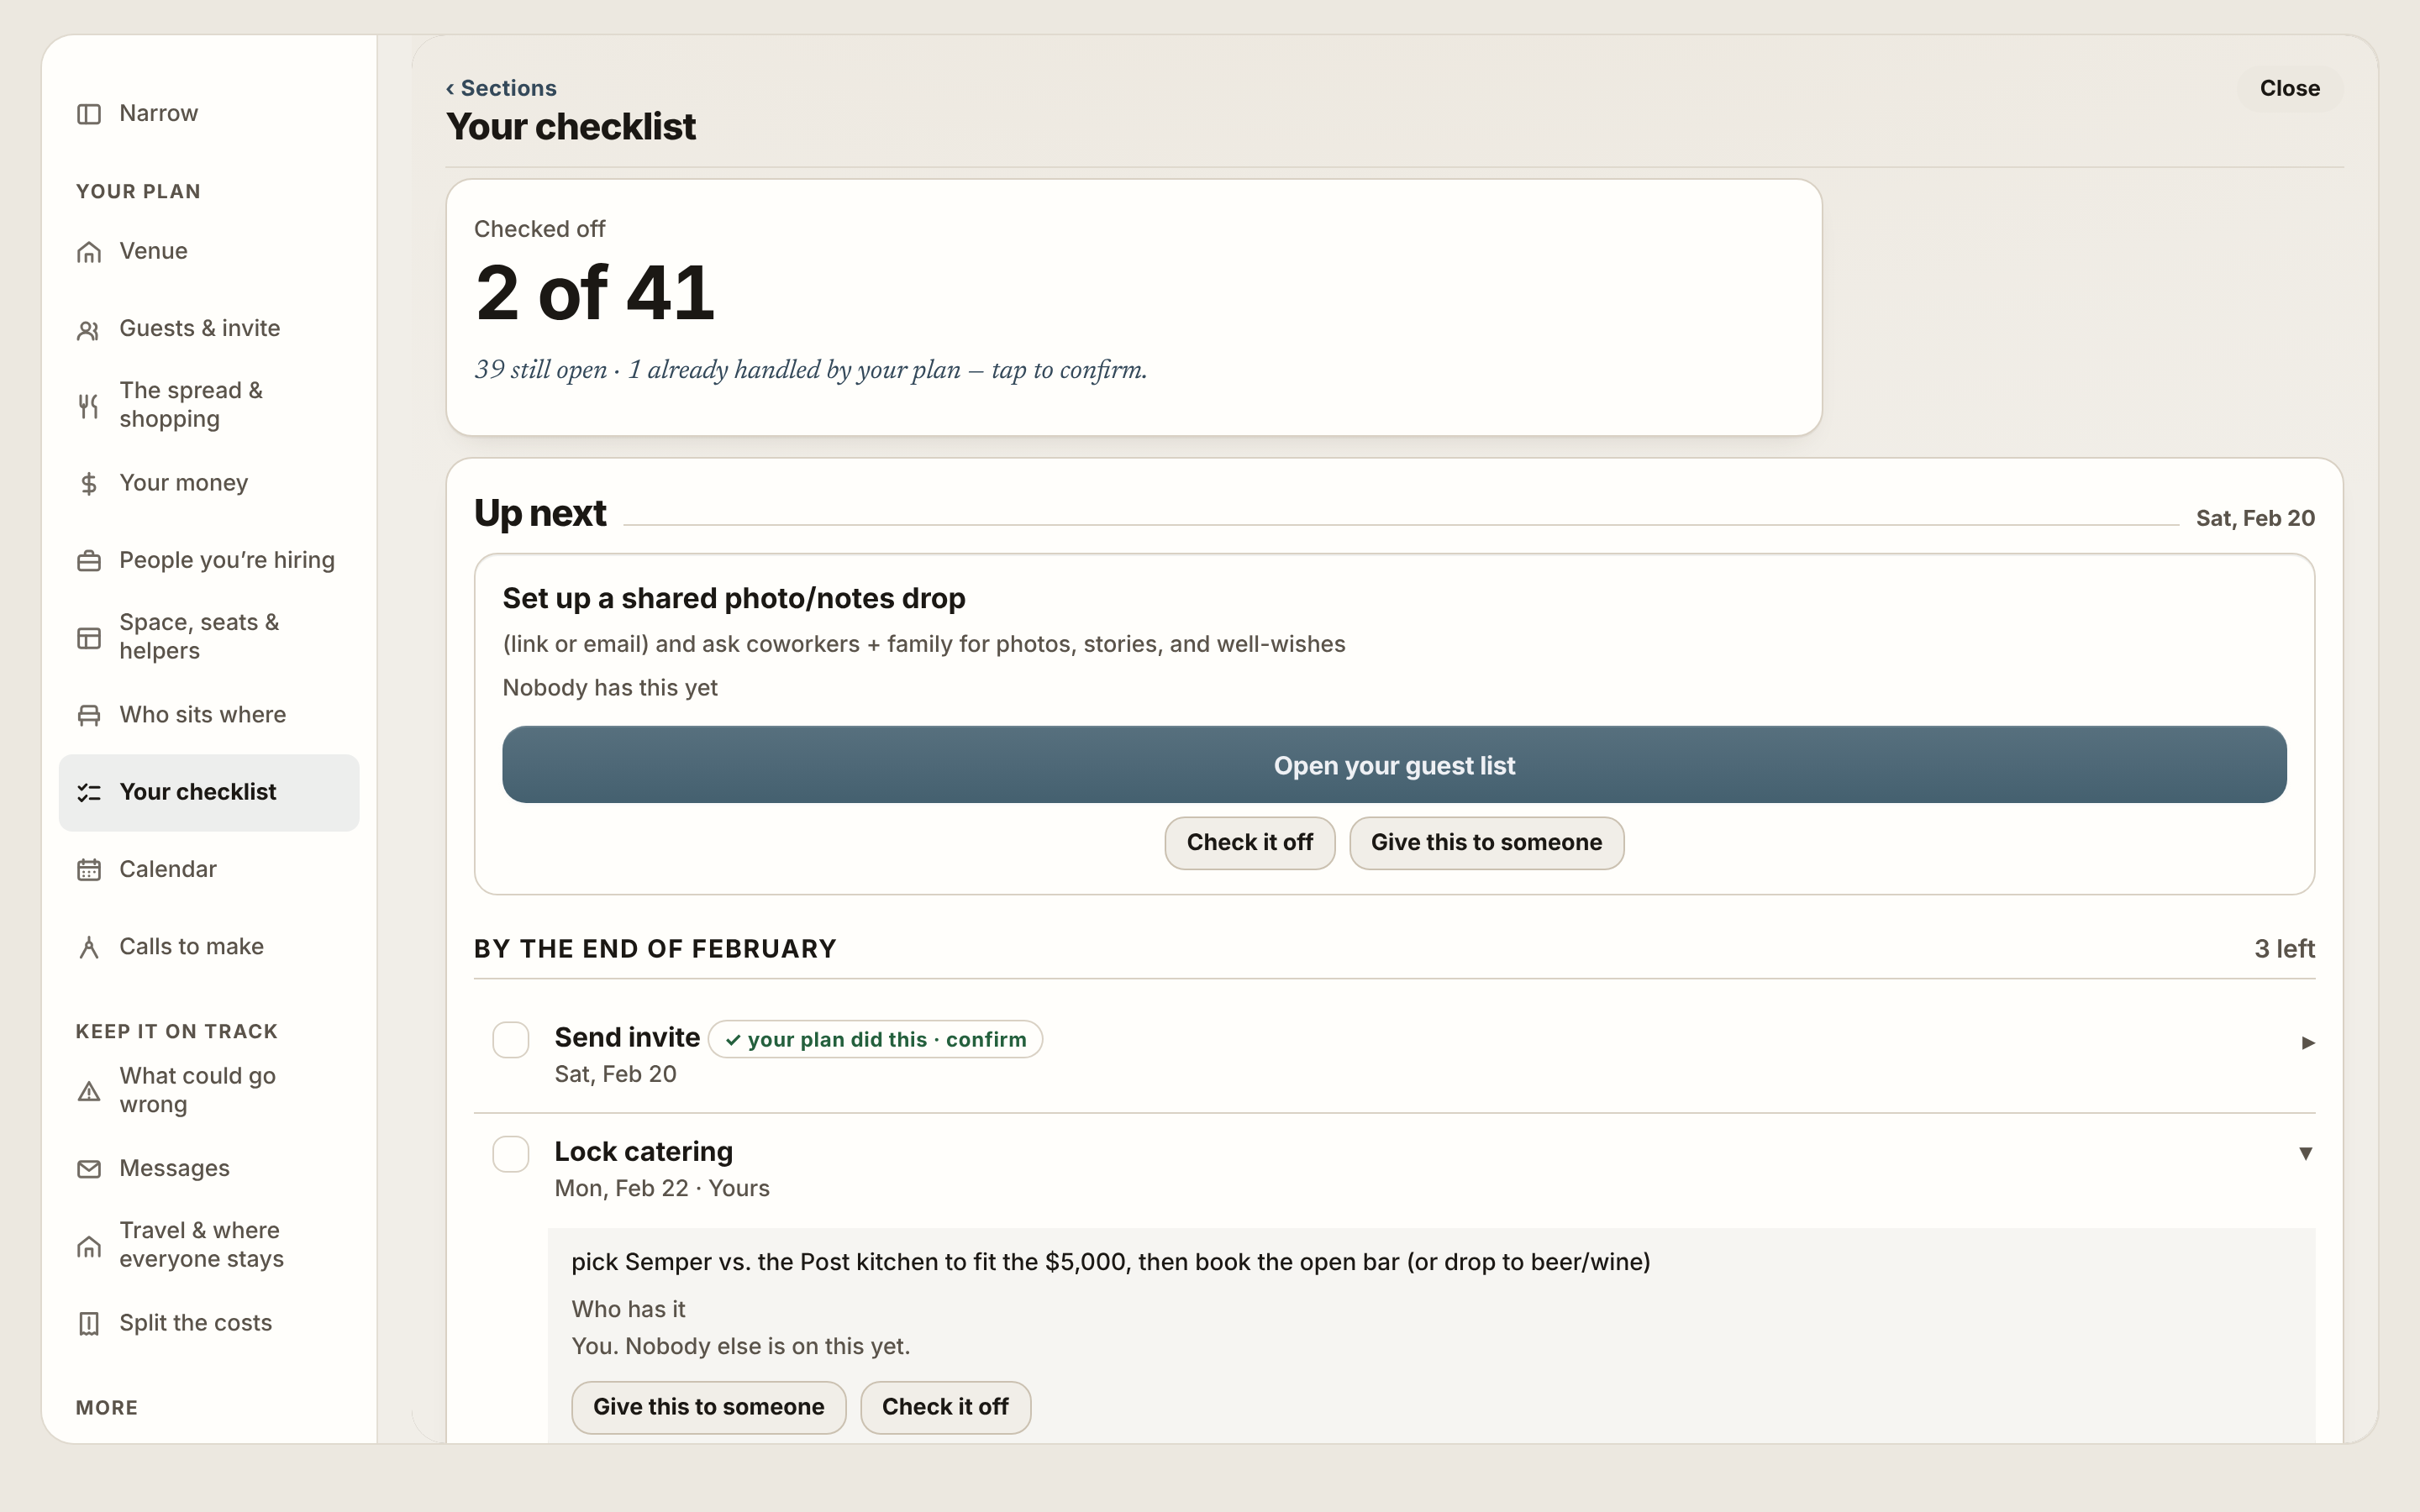 Narrow
YOUR PLAN
Venue
Guests & invite
The spread &
shopping
Your money
People you’re hiring
Space, seats &
helpers
Who sits where
Your checklist
Calendar
Calls to make
KEEP IT ON TRACK
What could go
wrong
Messages
Travel & where
everyone stays
Split the costs
MORE
‹ Sections
Close
Your checklist
Checked off
2 of 41
39 still open · 1 already handled by your plan – tap to confirm.
Up next
Sat, Feb 20
Set up a shared photo/notes drop
(link or email) and ask coworkers + family for photos, stories, and well-wishes
Nobody has this yet
Open your guest list
Check it off
Give this to someone
BY THE END OF FEBRUARY
3 left
Send invite ✓ your plan did this · confirm
Sat, Feb 20
Lock catering
Mon, Feb 22 · Yours
pick Semper vs. the Post kitchen to fit the $5,000, then book the open bar (or drop to beer/wine)
Who has it
You. Nobody else is on this yet.
Give this to someone
Check it off